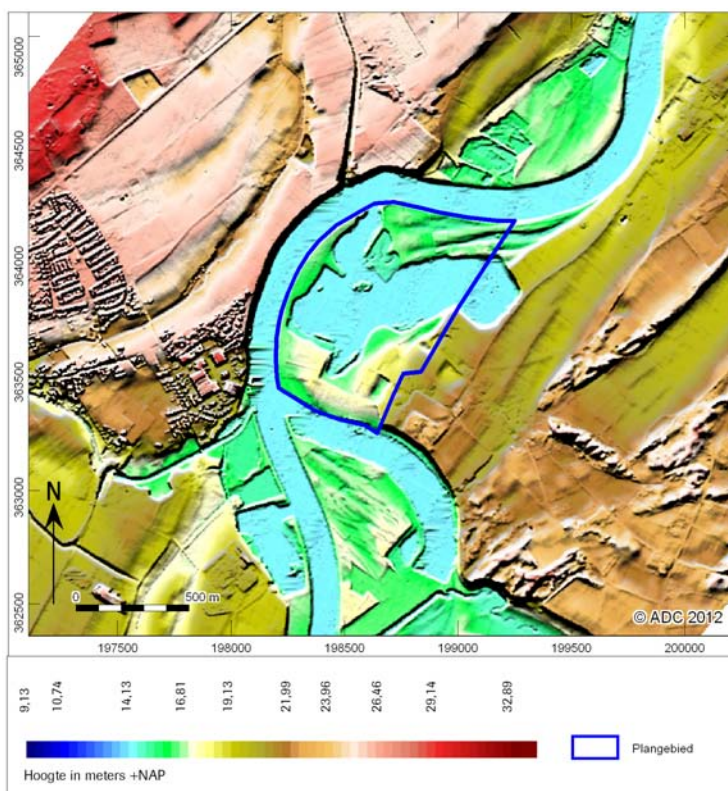 365000
364500
364000
363500
363000
362500
N
0 500 m
© ADC 2012
197500 198000 198500 199000 199500 200000
9,13 10,74 14,13 16,81 19,13 21,99 23,96 26,46 29,14 32,89
Plangebied
Hoogte in meters +NAP